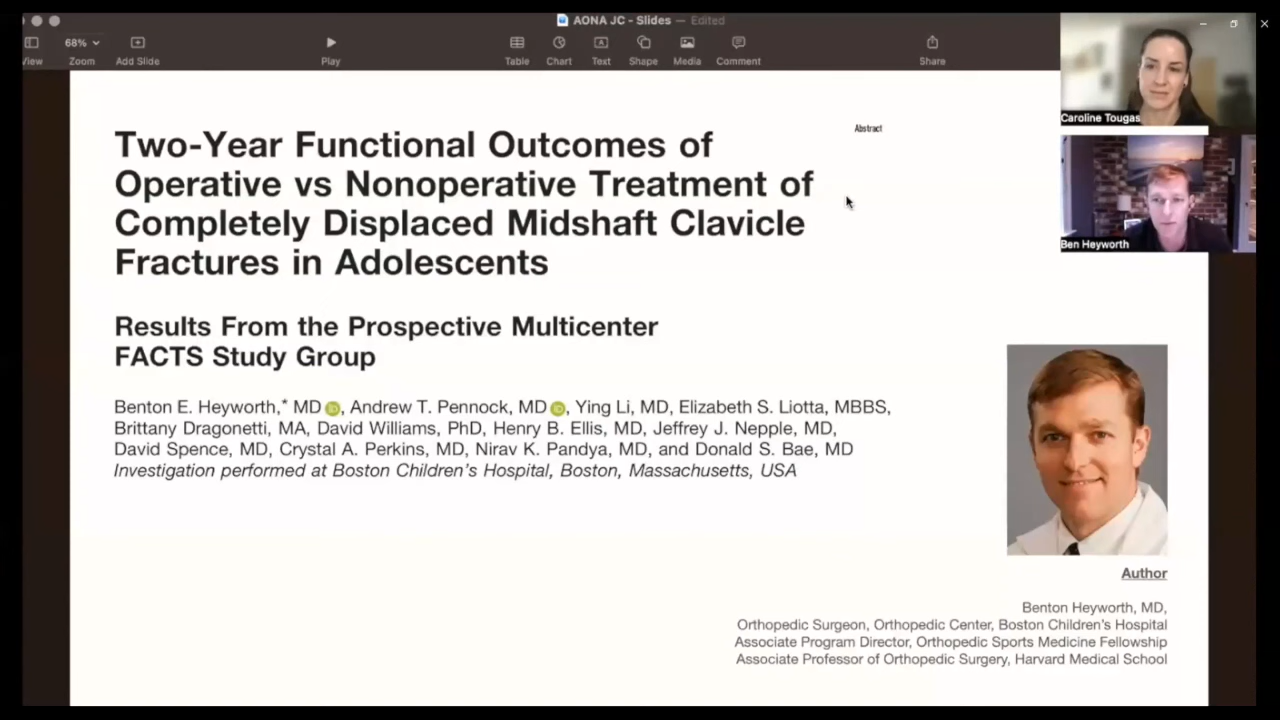 AONA JC - Slides — Edited
68%
View
Zoom
Add Slide
Play
Table
Chart
Text
Shape
Media
Comment
Share
Caroline Tougas
Ben Heyworth
Abstract
Two-Year Functional Outcomes of
Operative vs Nonoperative Treatment of
Completely Displaced Midshaft Clavicle
Fractures in Adolescents
Results From the Prospective Multicenter
FACTS Study Group
Benton E. Heyworth,* MD iD, Andrew T. Pennock, MD iD, Ying Li, MD, Elizabeth S. Liotta, MBBS,
Brittany Dragonetti, MA, David Williams, PhD, Henry B. Ellis, MD, Jeffrey J. Nepple, MD,
David Spence, MD, Crystal A. Perkins, MD, Nirav K. Pandya, MD, and Donald S. Bae, MD
Investigation performed at Boston Children's Hospital, Boston, Massachusetts, USA
Author
Benton Heyworth, MD,
Orthopedic Surgeon, Orthopedic Center, Boston Children's Hospital
Associate Program Director, Orthopedic Sports Medicine Fellowship
Associate Professor of Orthopedic Surgery, Harvard Medical School